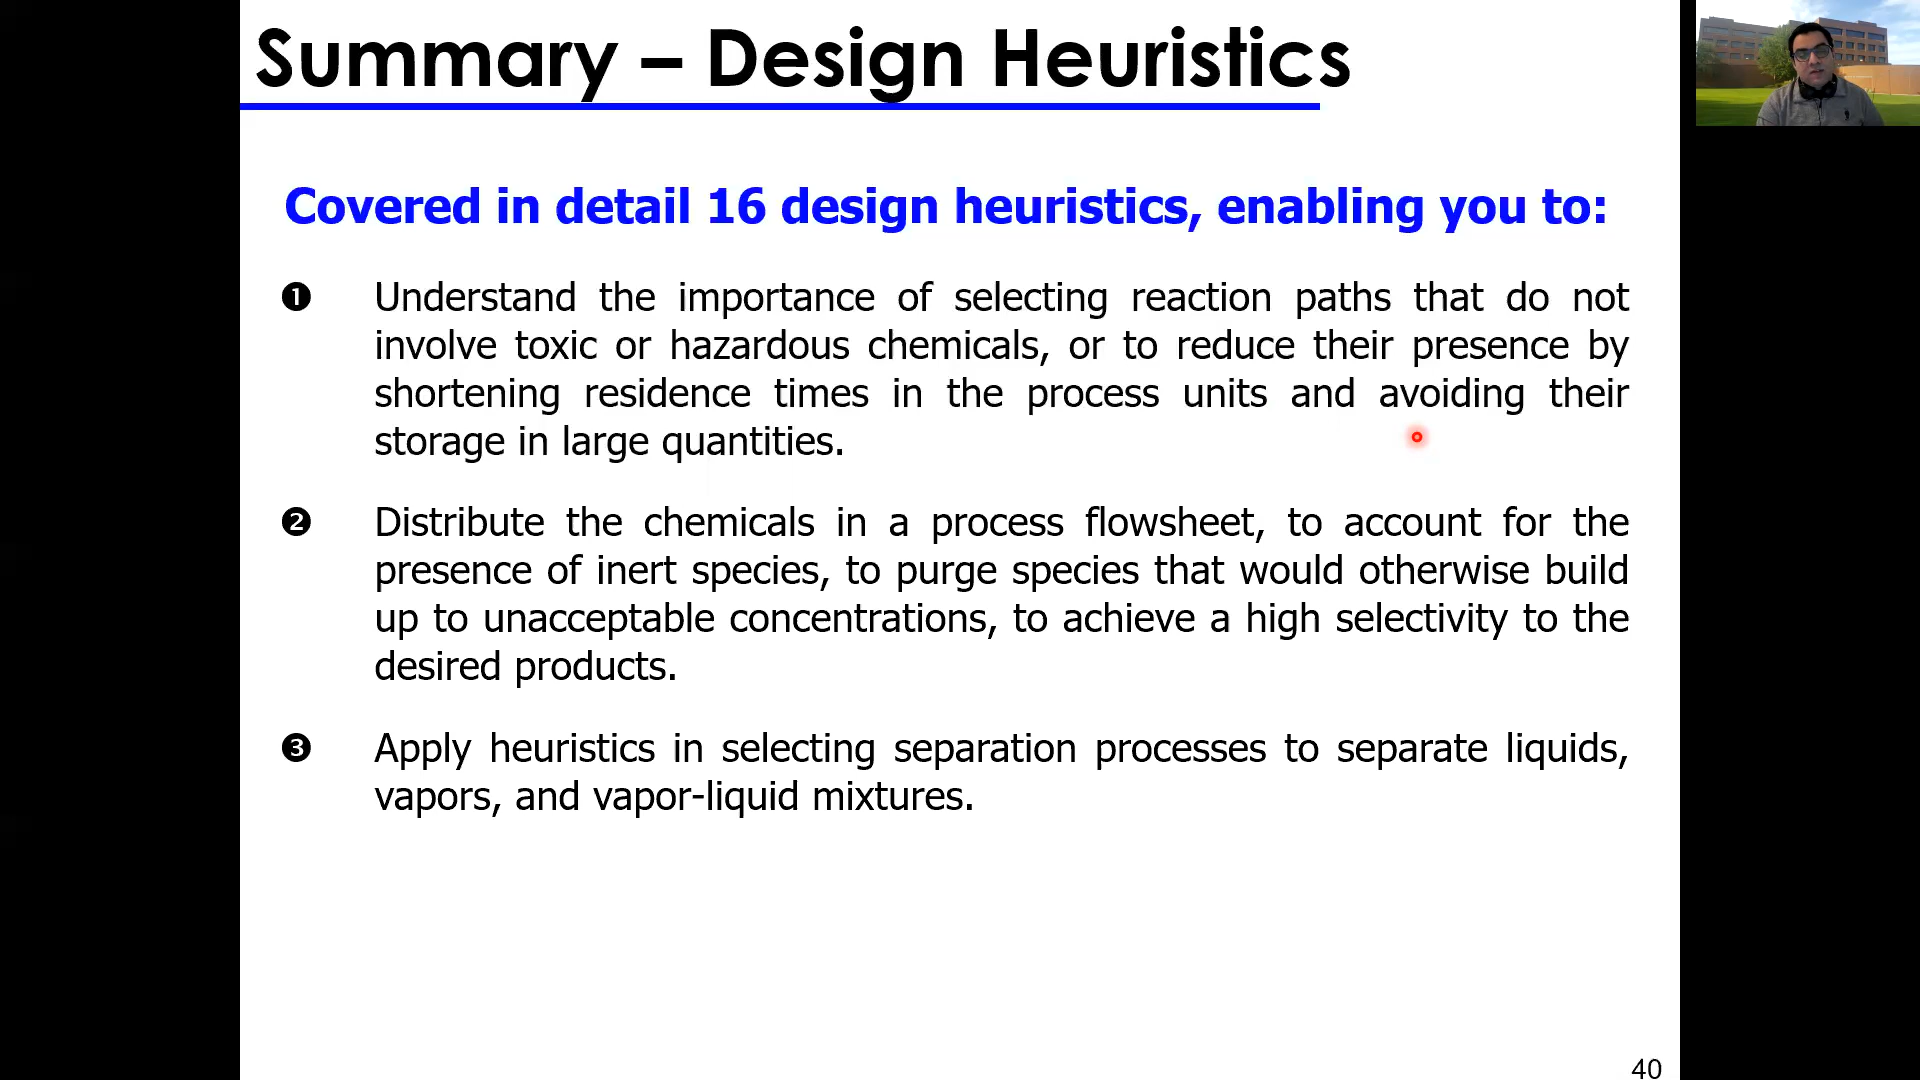 Summary – Design Heuristics
Covered in detail 16 design heuristics, enabling you to:
❶ Understand the importance of selecting reaction paths that do not
involve toxic or hazardous chemicals, or to reduce their presence by
shortening residence times in the process units and avoiding their
storage in large quantities.
❷ Distribute the chemicals in a process flowsheet, to account for the
presence of inert species, to purge species that would otherwise build
up to unacceptable concentrations, to achieve a high selectivity to the
desired products.
❸ Apply heuristics in selecting separation processes to separate liquids,
vapors, and vapor-liquid mixtures.
40